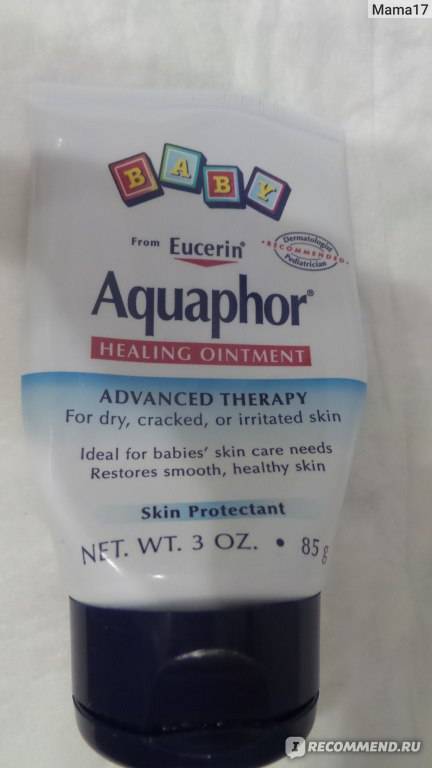 Mama17
BABY
From Eucerin®
Dermatologist
RECOMMENDED
Pediatrician
Aquaphor®
HEALING OINTMENT
ADVANCED THERAPY
For dry, cracked, or irritated skin
Ideal for babies' skin care needs
Restores smooth, healthy skin
Skin Protectant
NET. WT. 3 OZ. • 85 g
IRECOMMEND.RU